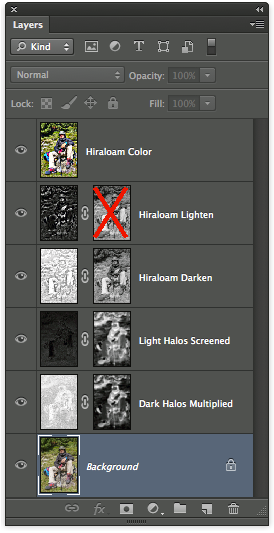 Layers
Kind
T
Normal
Opacity: 100%
Lock:
Fill: 100%
Hiraloam Color
Hiraloam Lighten
Hiraloam Darken
Light Halos Screened
Dark Halos Multiplied
Background
fx